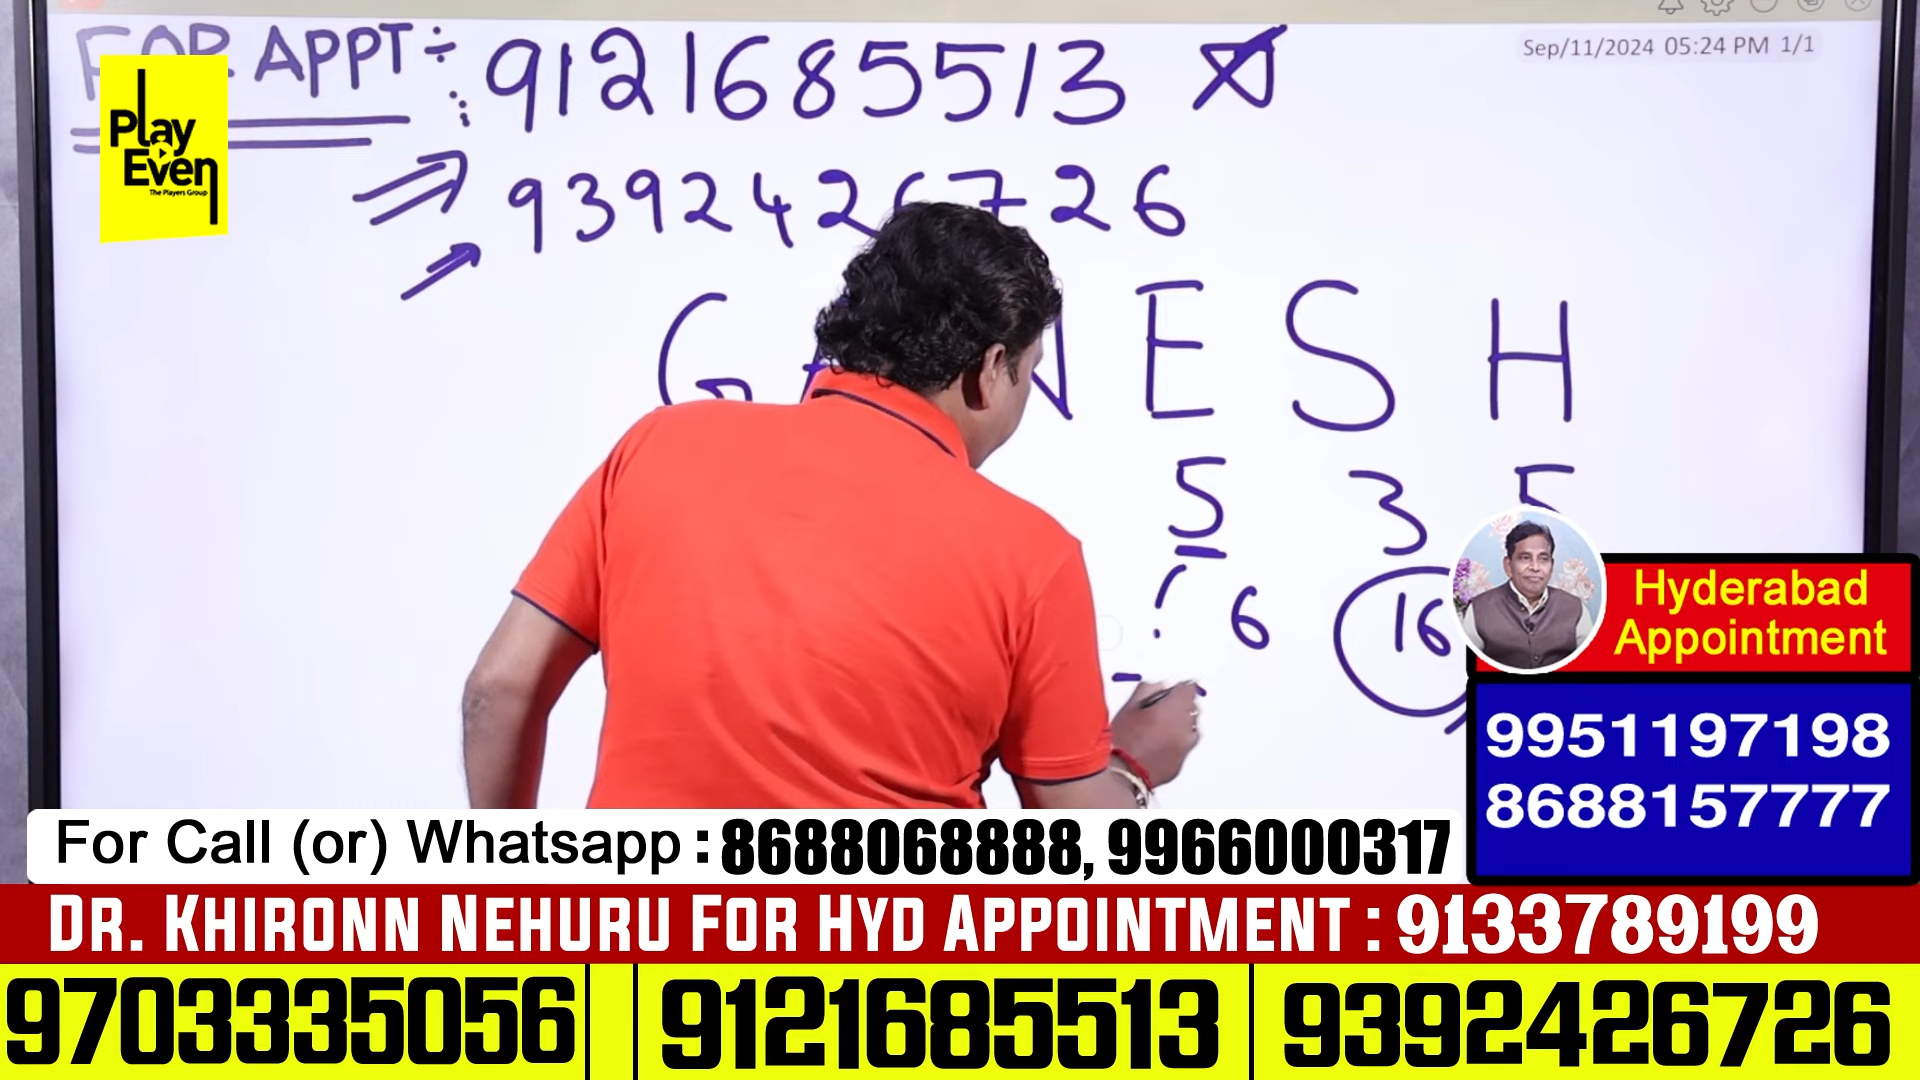 Sep/11/2024 05:24 PM 1/1
FOR APPT ÷ 9121685513
Play
Even
The Players Group
9392426726
GANESH
5 3 5
! 6 16
Hyderabad
Appointment
9951197198
8688157777
For Call (or) Whatsapp : 8688068888, 9966000317
DR. KHIRONN NEHURU FOR HYD APPOINTMENT : 9133789199
9703335056 9121685513 9392426726